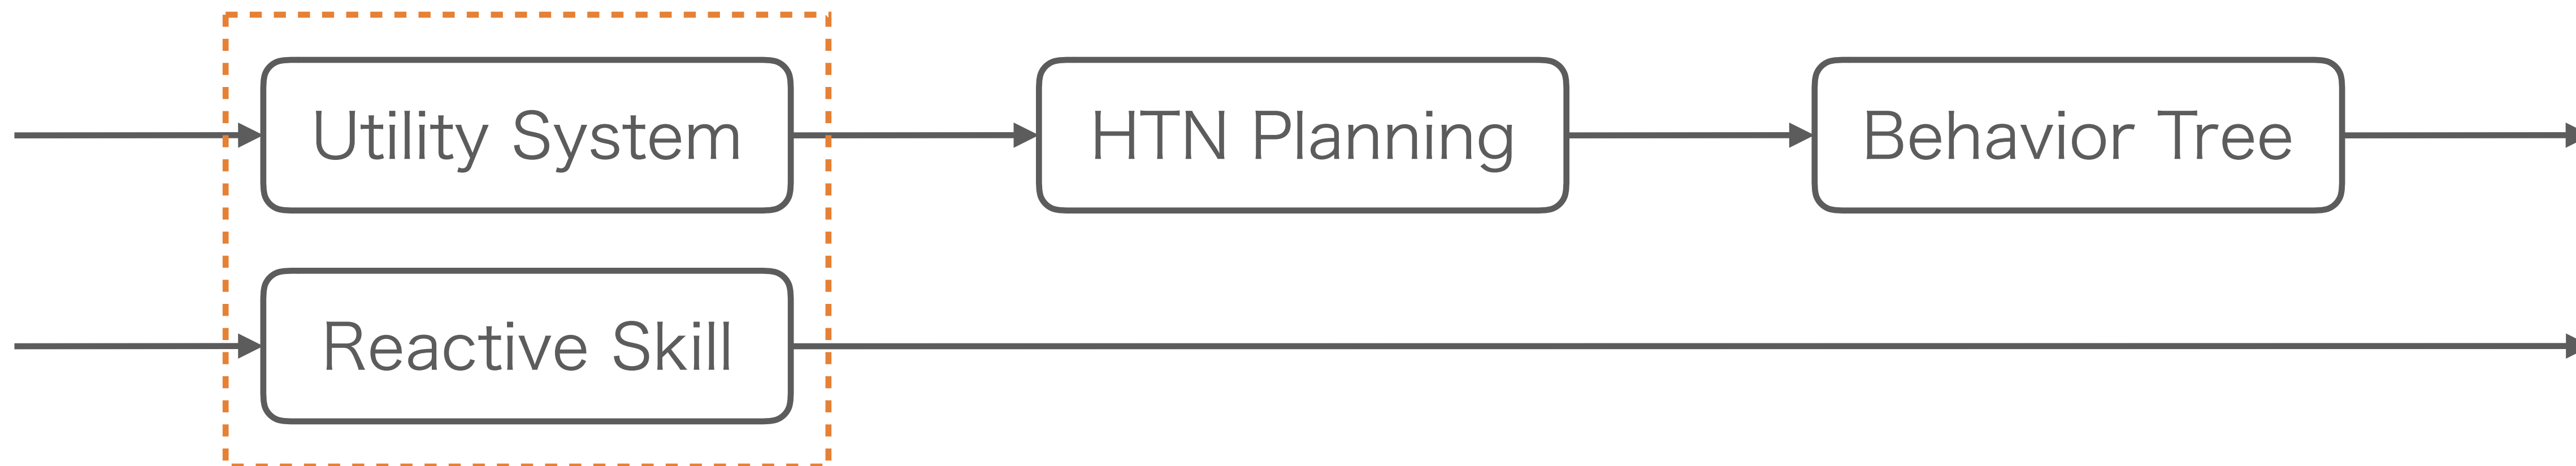 Utility System
HTN Planning
Behavior Tree
Reactive Skill